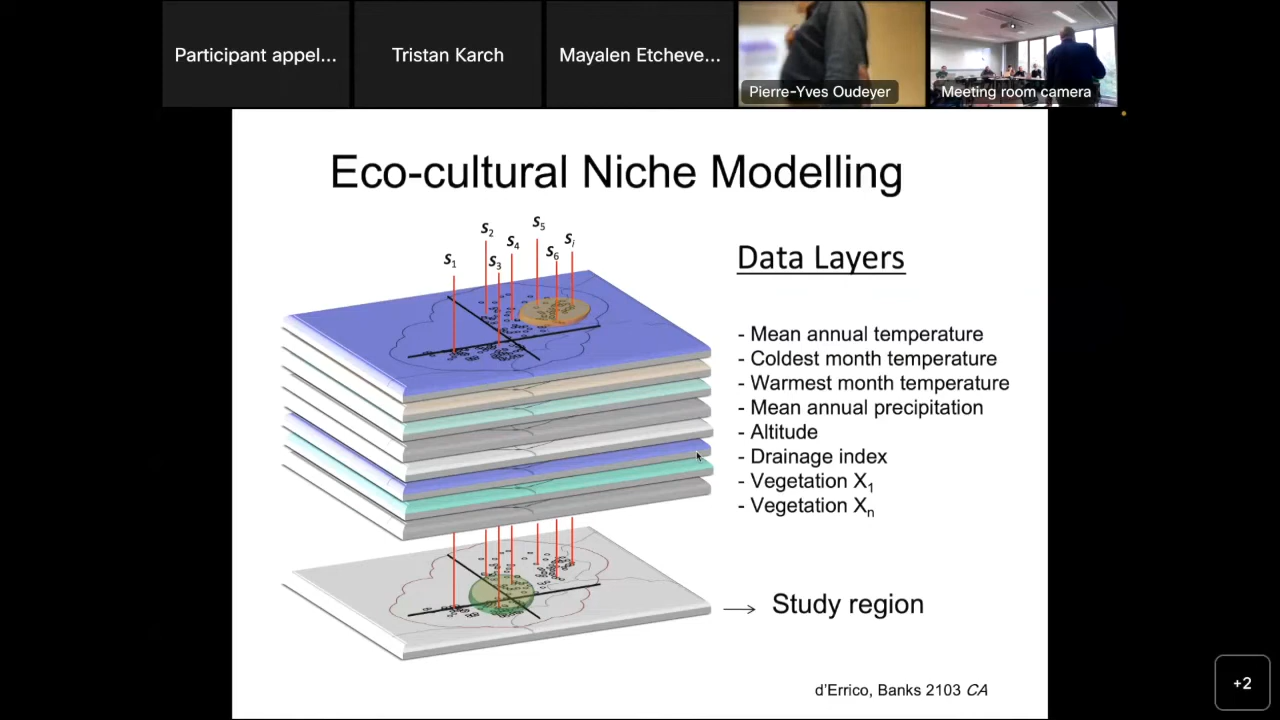 Participant appel...
Tristan Karch
Mayalen Etcheve...
Pierre-Yves Oudeyer
Meeting room camera
Eco-cultural Niche Modelling
S1
S2
S3
S4
S5
S6
Si
Data Layers
- Mean annual temperature
- Coldest month temperature
- Warmest month temperature
- Mean annual precipitation
- Altitude
- Drainage index
- Vegetation X1
- Vegetation Xn
Study region
d'Errico, Banks 2103 CA
+2